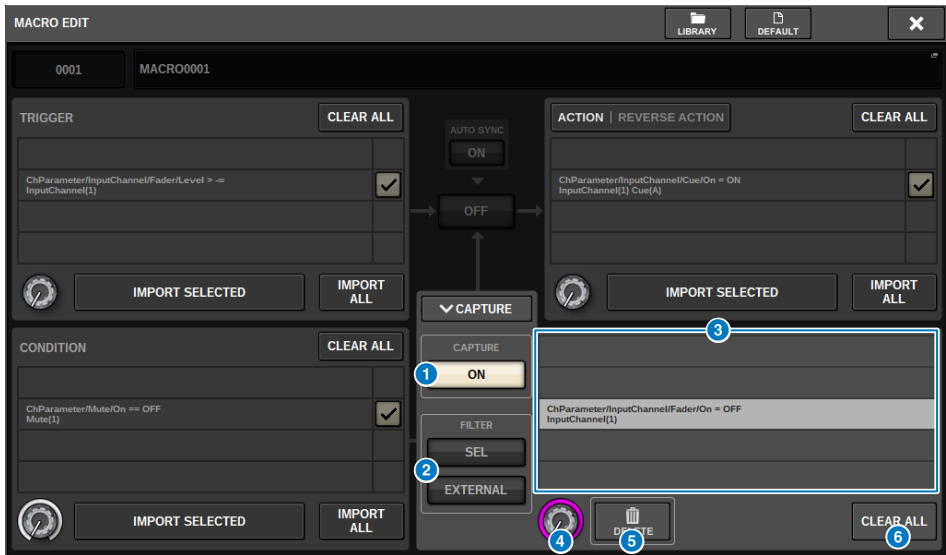 MACRO EDIT
LIBRARY
DEFAULT
0001
MACRO0001
TRIGGER
CLEAR ALL
ChParameter/InputChannel/Fader/Level > -∞
InputChannel(1)
IMPORT SELECTED
IMPORT
ALL
AUTO SYNC
ON
OFF
ACTION | REVERSE ACTION
CLEAR ALL
ChParameter/InputChannel/Cue/On = ON
InputChannel(1) Cue(A)
IMPORT SELECTED
IMPORT
ALL
CONDITION
CLEAR ALL
ChParameter/Mute/On == OFF
Mute(1)
IMPORT SELECTED
IMPORT
ALL
CAPTURE
CAPTURE
1
ON
FILTER
SEL
2
EXTERNAL
3
ChParameter/InputChannel/Fader/On = OFF
InputChannel(1)
4
DELETE
5
CLEAR ALL
6